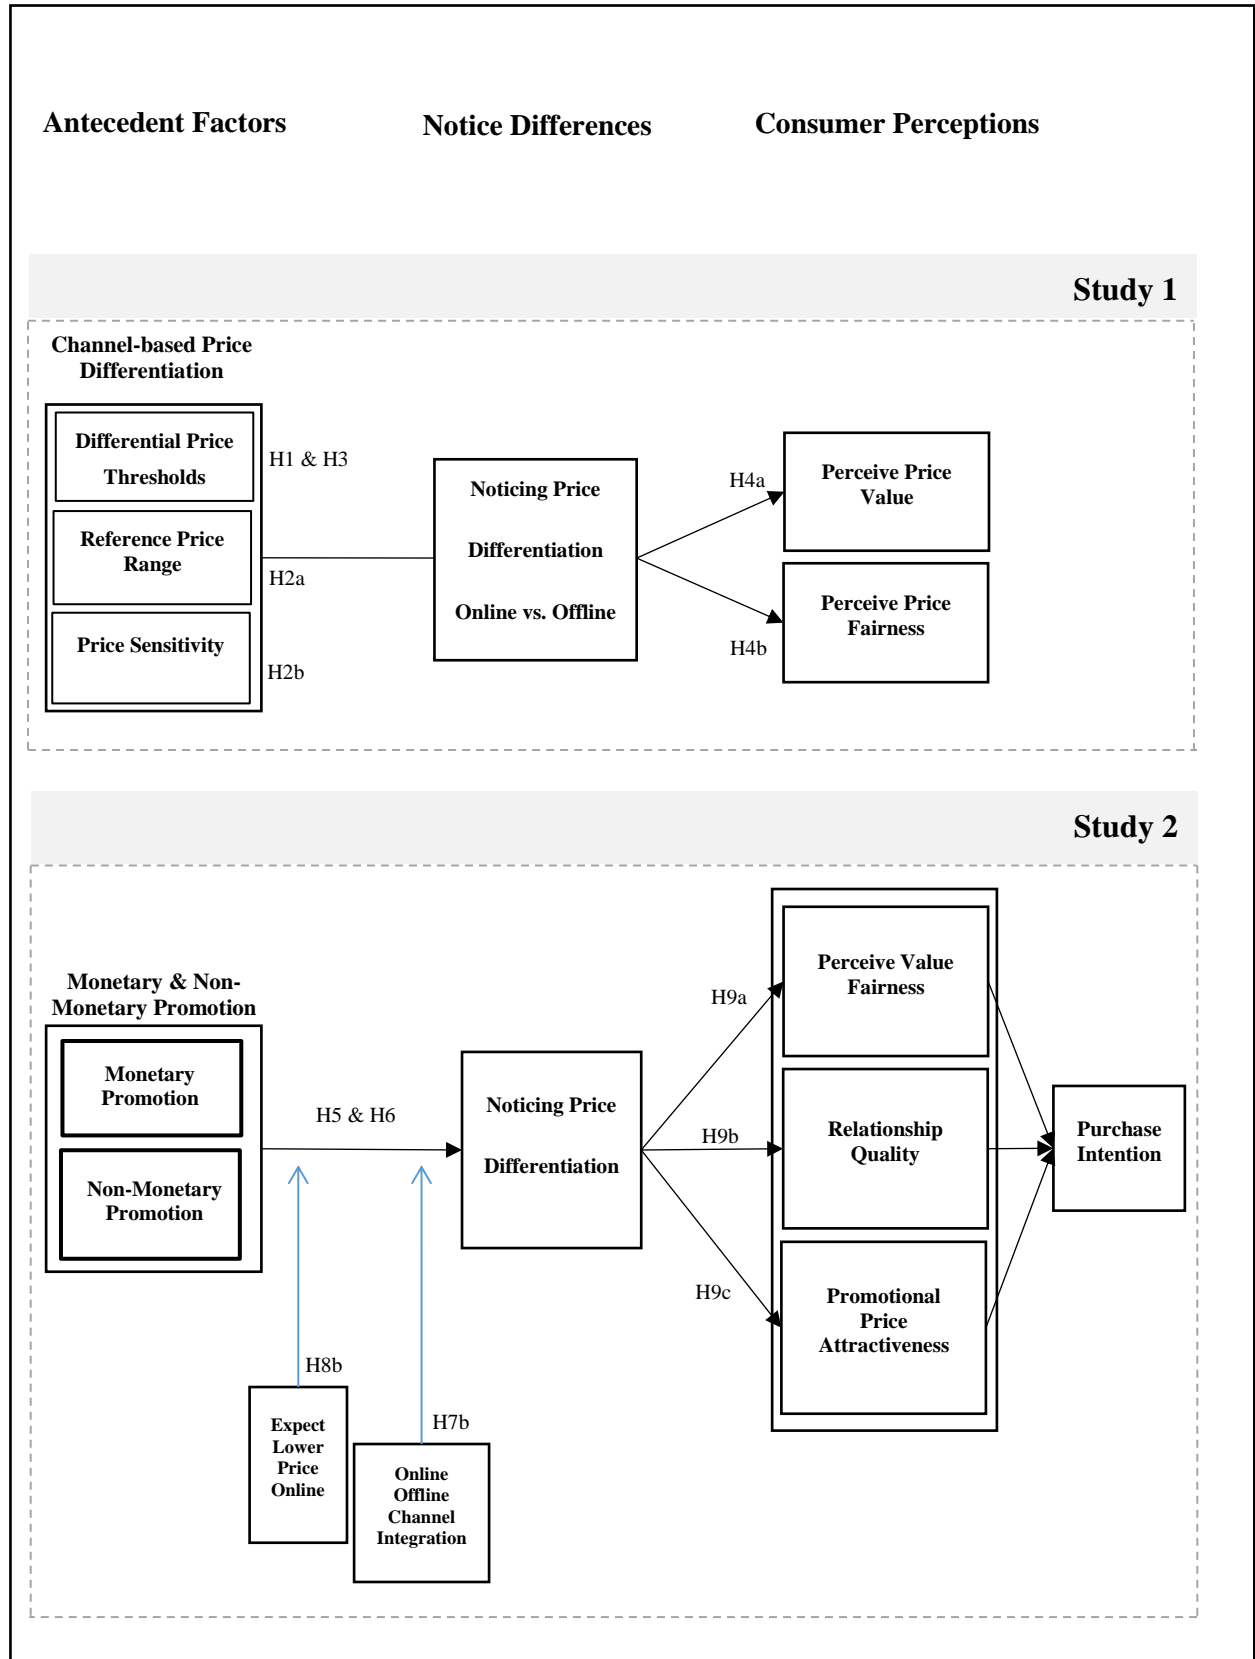 Antecedent Factors
Notice Differences
Consumer Perceptions
Study 1
Channel-based Price
Differentiation
Differential Price
Thresholds
H1 & H3
Reference Price
Range
H2a
Price Sensitivity
H2b
Noticing Price
Differentiation
Online vs. Offline
H4a
Perceive Price
Value
H4b
Perceive Price
Fairness
Study 2
Monetary & Non-
Monetary Promotion
Monetary
Promotion
Non-Monetary
Promotion
H5 & H6
Noticing Price
Differentiation
H9a
H9b
H9c
Perceive Value
Fairness
Relationship
Quality
Promotional
Price
Attractiveness
Purchase
Intention
H8b
Expect
Lower
Price
Online
H7b
Online
Offline
Channel
Integration